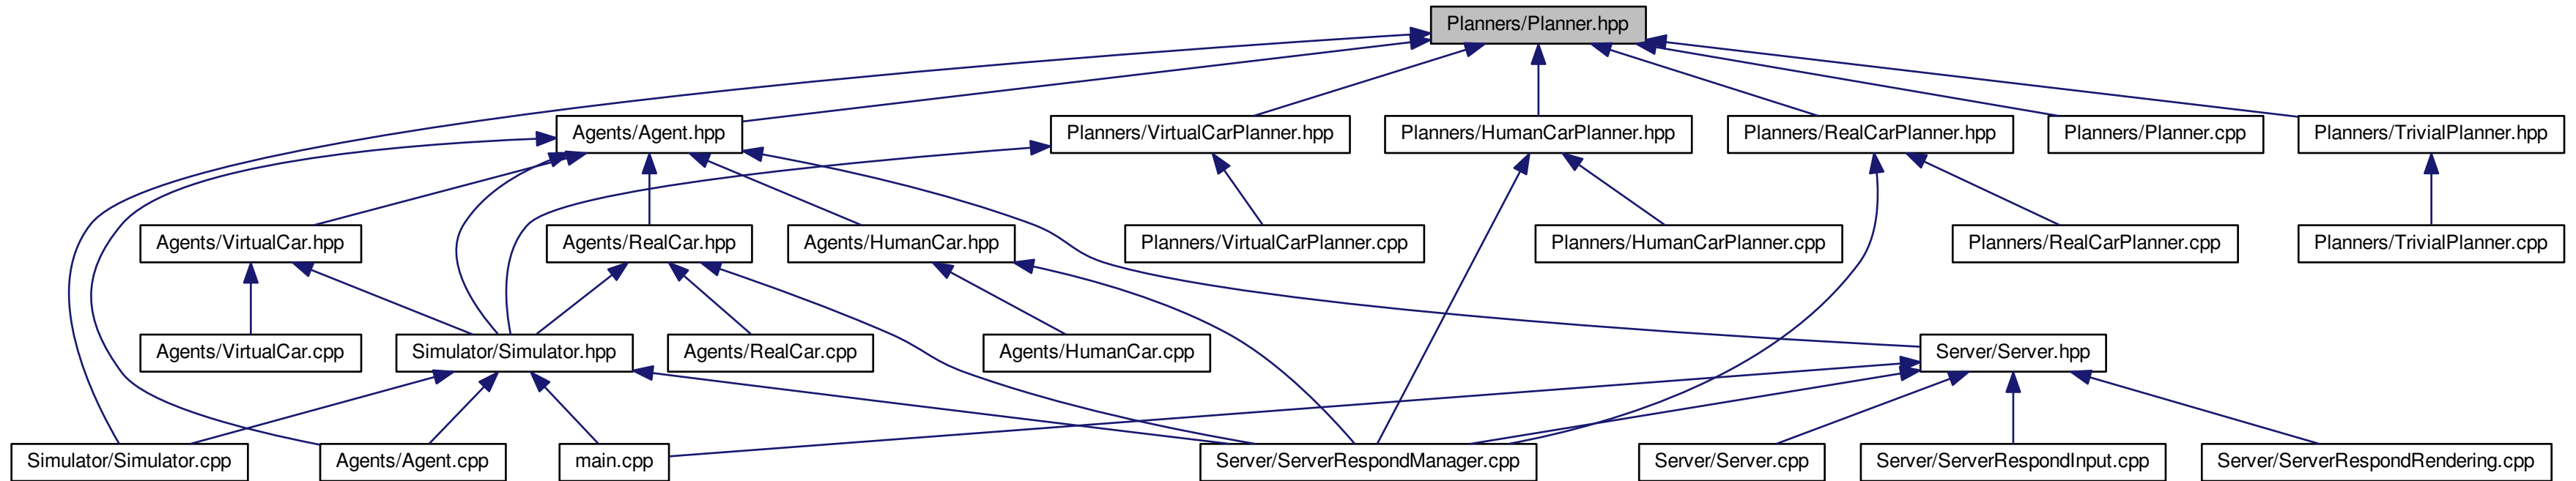 Planners/Planner.hpp
Agents/Agent.hpp
Planners/VirtualCarPlanner.hpp
Planners/HumanCarPlanner.hpp
Planners/RealCarPlanner.hpp
Planners/Planner.cpp
Planners/TrivialPlanner.hpp
Agents/VirtualCar.hpp
Agents/RealCar.hpp
Agents/HumanCar.hpp
Planners/VirtualCarPlanner.cpp
Planners/HumanCarPlanner.cpp
Planners/RealCarPlanner.cpp
Planners/TrivialPlanner.cpp
Agents/VirtualCar.cpp
Simulator/Simulator.hpp
Agents/RealCar.cpp
Agents/HumanCar.cpp
Server/Server.hpp
Simulator/Simulator.cpp
Agents/Agent.cpp
main.cpp
Server/ServerRespondManager.cpp
Server/Server.cpp
Server/ServerRespondInput.cpp
Server/ServerRespondRendering.cpp